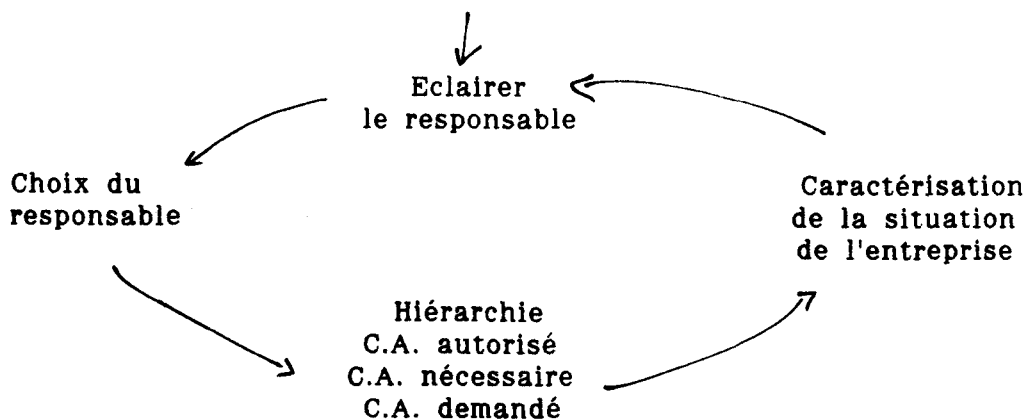 Eclairer
le responsable
Choix du
responsable
Caractérisation
de la situation
de l'entreprise
Hiérarchie
C.A. autorisé
C.A. nécessaire
C.A. demandé